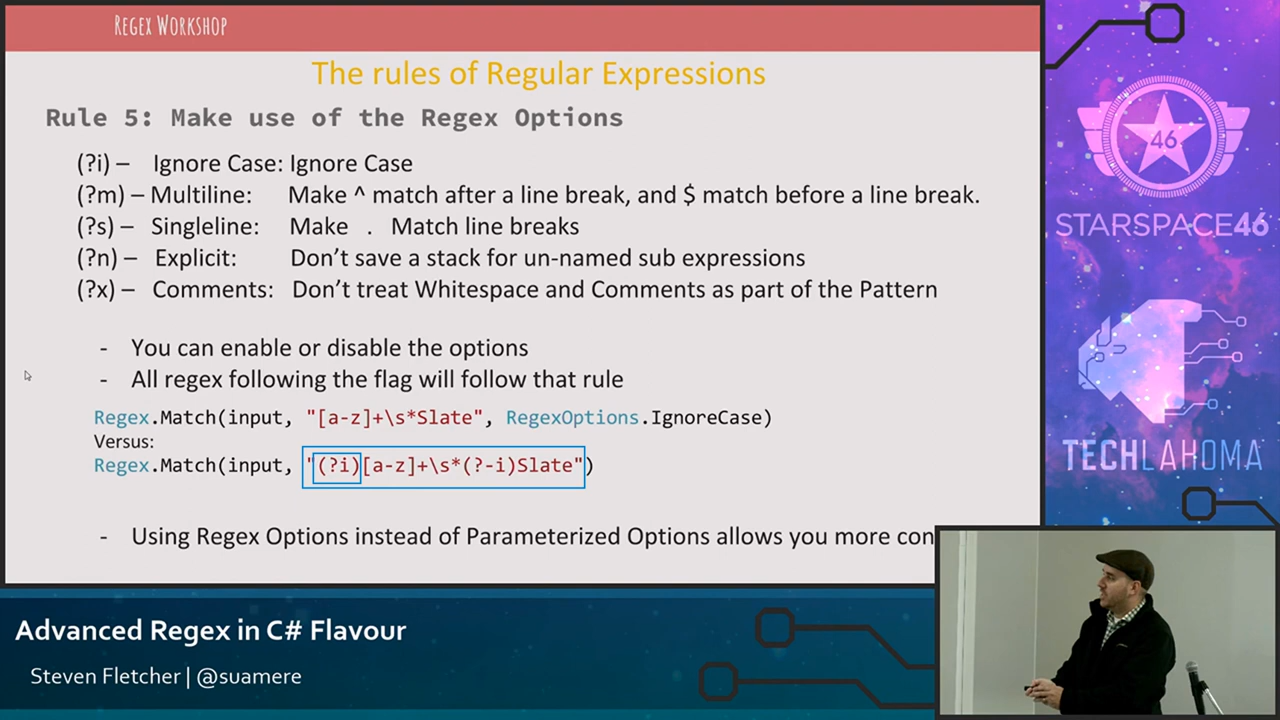 Regex Workshop
The rules of Regular Expressions
Rule 5: Make use of the Regex Options
(?i) – Ignore Case: Ignore Case
(?m) – Multiline: Make ^ match after a line break, and $ match before a line break.
(?s) – Singleline: Make . Match line breaks
(?n) – Explicit: Don’t save a stack for un-named sub expressions
(?x) – Comments: Don’t treat Whitespace and Comments as part of the Pattern
- You can enable or disable the options
- All regex following the flag will follow that rule
Regex.Match(input, "[a-z]+\s*Slate", RegexOptions.IgnoreCase)
Versus:
Regex.Match(input, "(?i)[a-z]+\s*(?-i)Slate")
- Using Regex Options instead of Parameterized Options allows you more con
46
STARSPACE46
TECHLAHOMA
Advanced Regex in C# Flavour
Steven Fletcher | @suamere